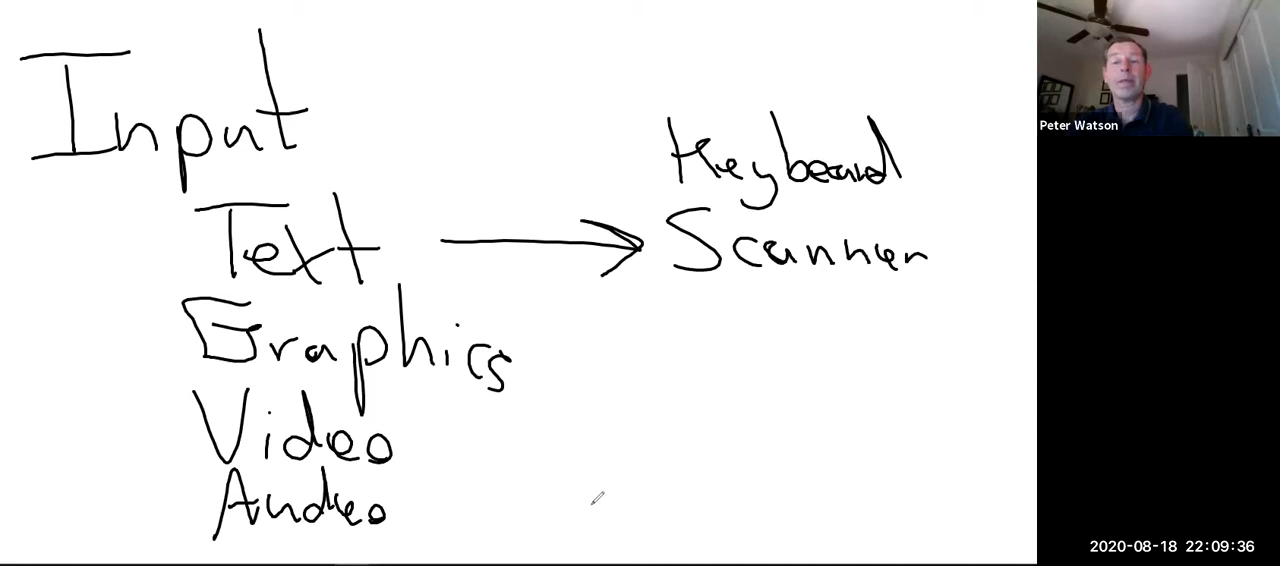 Input
Text
Graphics
Video
Audio
Keyboard
Scanner
Peter Watson
2020-08-18 22:09:36